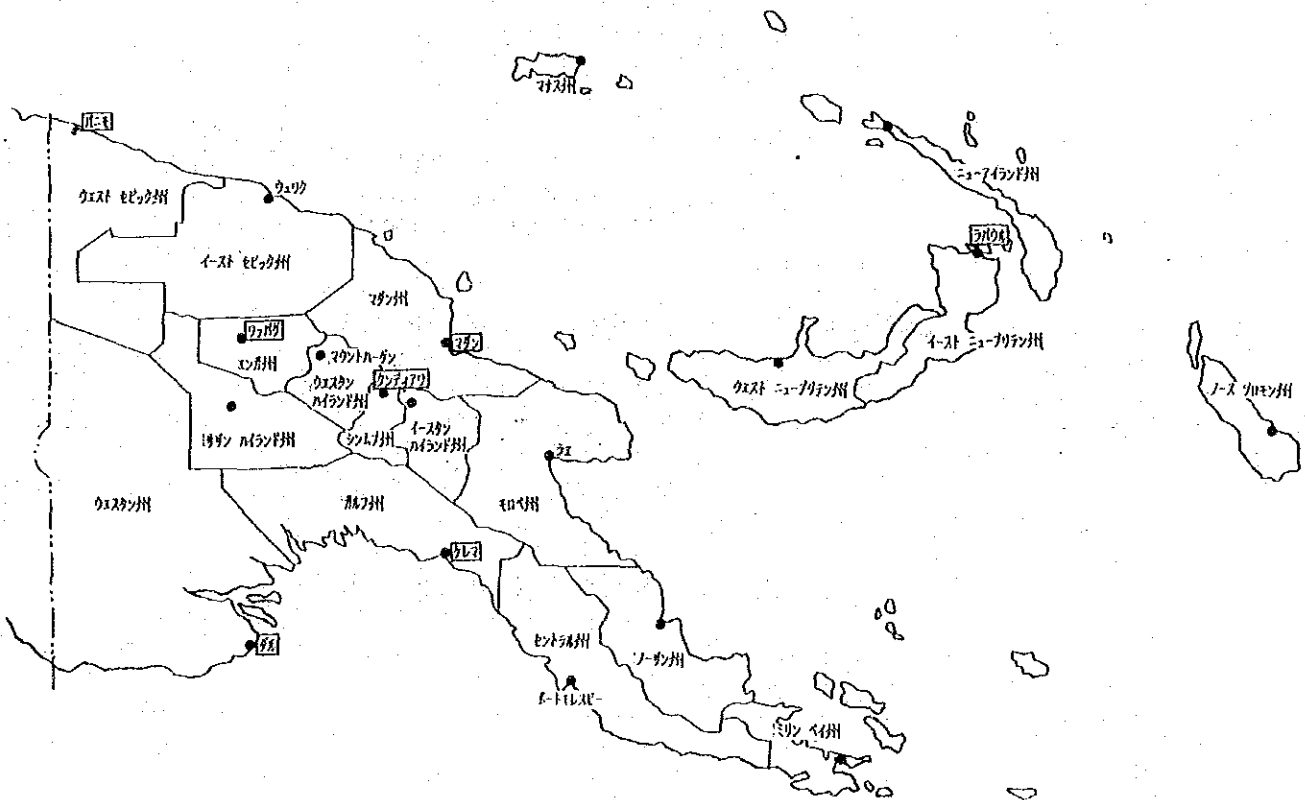 マナス州
バニモ
ニューアイランド州
ウェスト セピック州
ウェワク
ラバウル
イースト セピック州
マダン州
ワバグ
マダン
イースト ニューブリテン州
エンガ州
マウントハーゲン
ウエスタン
ハイランド州
クンディアワ
ウエスト ニューブリテン州
ノース ソロモン州
イースタン
ハイランド州
シンム州
サザン ハイランド州
ラエ
ウエスタン州
ガルフ州
モロベ州
ケレマ
セントラル州
ダル
ノーザン州
ポートモレスビー
ミリン ベイ州